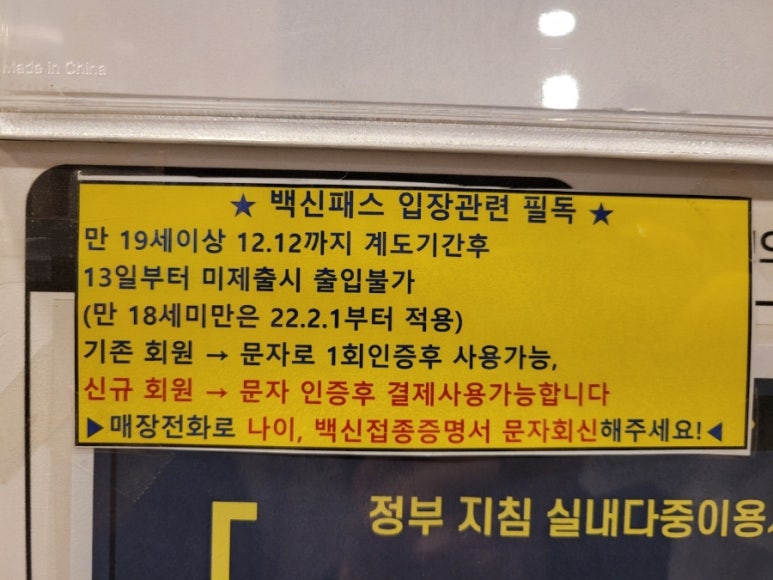 Made in China
★ 백신패스 입장관련 필독 ★
만 19세이상 12.12까지 계도기간후
13일부터 미제출시 출입불가
(만 18세미만은 22.2.1부터 적용)
기존 회원 → 문자로 1회인증후 사용가능,
신규 회원 → 문자 인증후 결제사용가능합니다
▶매장전화로 나이, 백신접종증명서 문자회신해주세요!◀
정부 지침 실내다중이용